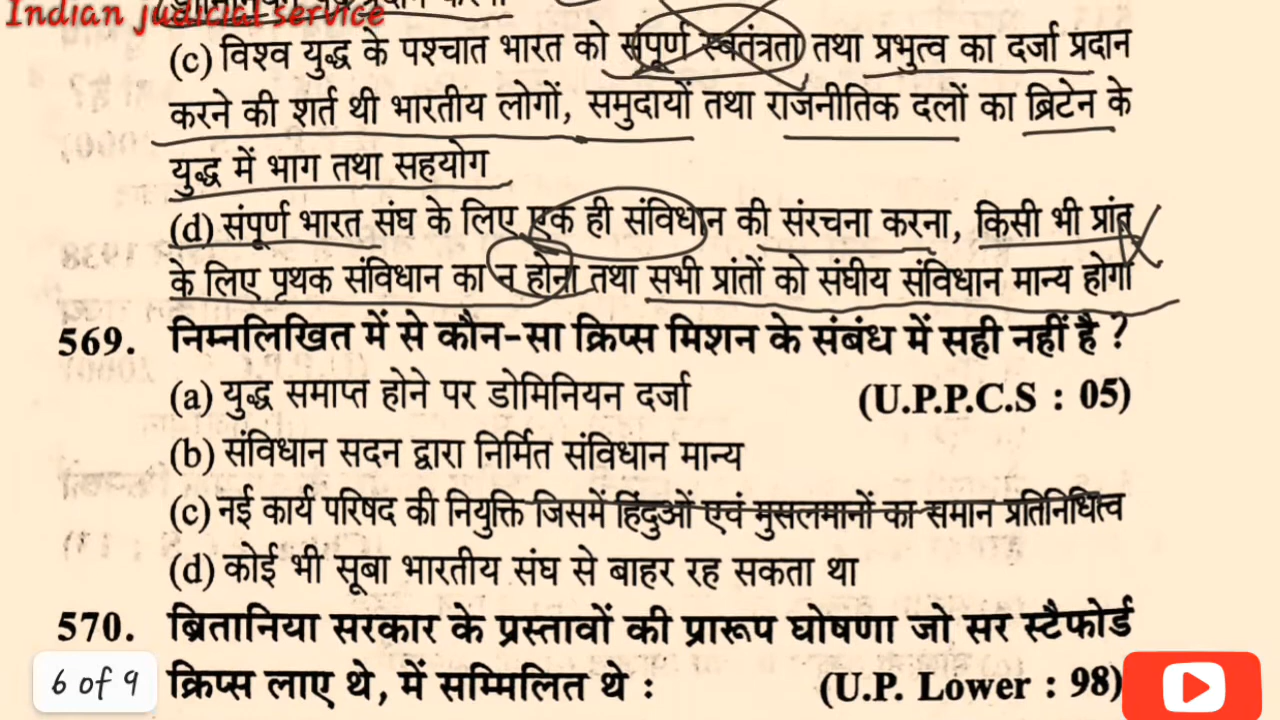 Indian judicial service
(c) विश्व युद्ध के पश्चात भारत को संपूर्ण स्वतंत्रता तथा प्रभुत्व का दर्जा प्रदान
करने की शर्त थी भारतीय लोगों, समुदायों तथा राजनीतिक दलों का ब्रिटेन के
युद्ध में भाग तथा सहयोग
(d) संपूर्ण भारत संघ के लिए एक ही संविधान की संरचना करना, किसी भी प्रांत
के लिए पृथक संविधान का न होना तथा सभी प्रांतों को संघीय संविधान मान्य होगा
569. निम्नलिखित में से कौन-सा क्रिप्स मिशन के संबंध में सही नहीं है ?
(a) युद्ध समाप्त होने पर डोमिनियन दर्जा (U.P.P.C.S : 05)
(b) संविधान सदन द्वारा निर्मित संविधान मान्य
(c) नई कार्य परिषद की नियुक्ति जिसमें हिंदुओं एवं मुसलमानों का समान प्रतिनिधित्व
(d) कोई भी सूबा भारतीय संघ से बाहर रह सकता था
570. ब्रितानिया सरकार के प्रस्तावों की प्रारूप घोषणा जो सर स्टैफोर्ड
क्रिप्स लाए थे, में सम्मिलित थे : (U.P. Lower : 98)
6 of 9